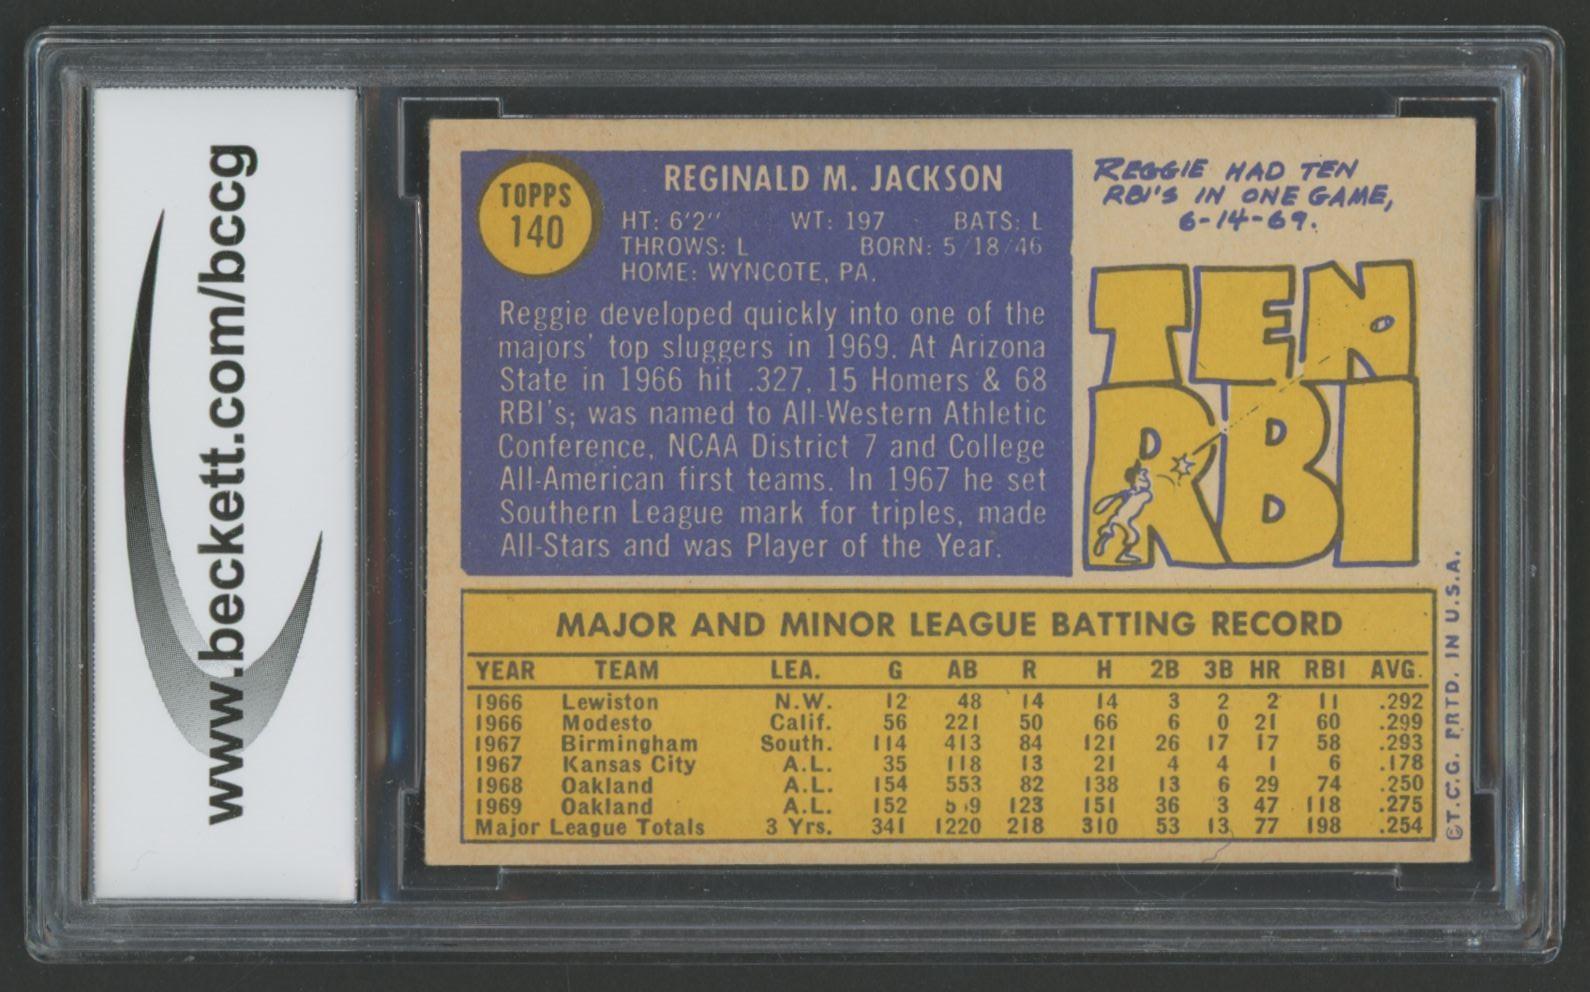 www.beckett.com/bccg
TOPPS
140
REGINALD M. JACKSON
HT: 6'2'' WT: 197 BATS: L
THROWS: L BORN: 5/18/46
HOME: WYNCOTE, PA.
Reggie developed quickly into one of the
majors' top sluggers in 1969. At Arizona
State in 1966 hit .327, 15 Homers & 68
RBI's; was named to All-Western Athletic
Conference, NCAA District 7 and College
All-American first teams. In 1967 he set
Southern League mark for triples, made
All-Stars and was Player of the Year.
REGGIE HAD TEN
RBI'S IN ONE GAME,
6-14-69.
TEN
RBI
MAJOR AND MINOR LEAGUE BATTING RECORD
YEAR TEAM LEA. G AB R H 2B 3B HR RBI AVG.
1966 Lewiston N.W. 12 48 14 14 3 2 2 11 .292
1966 Modesto Calif. 56 221 50 66 6 0 21 60 .299
1967 Birmingham South. 114 413 84 121 26 17 17 58 .293
1967 Kansas City A.L. 35 118 13 21 4 4 1 6 .178
1968 Oakland A.L. 154 553 82 138 13 6 29 74 .250
1969 Oakland A.L. 152 123 151 36 3 47 118 .275
Major League Totals 3 Yrs. 341 1220 218 310 53 13 77 198 .254
©T.C.G. PRTD. IN U.S.A.